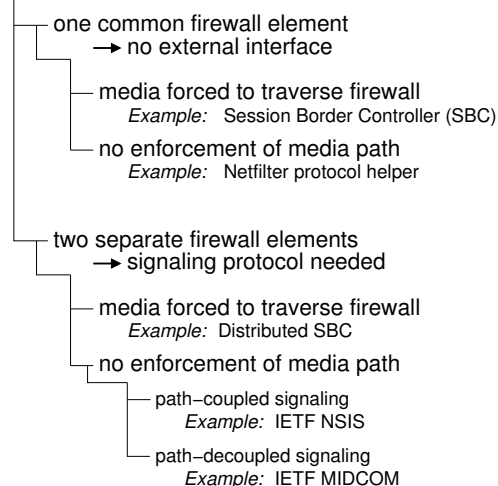 one common firewall element
→ no external interface
media forced to traverse firewall
Example: Session Border Controller (SBC)
no enforcement of media path
Example: Netfilter protocol helper
two separate firewall elements
→ signaling protocol needed
media forced to traverse firewall
Example: Distributed SBC
no enforcement of media path
path−coupled signaling
Example: IETF NSIS
path−decoupled signaling
Example: IETF MIDCOM